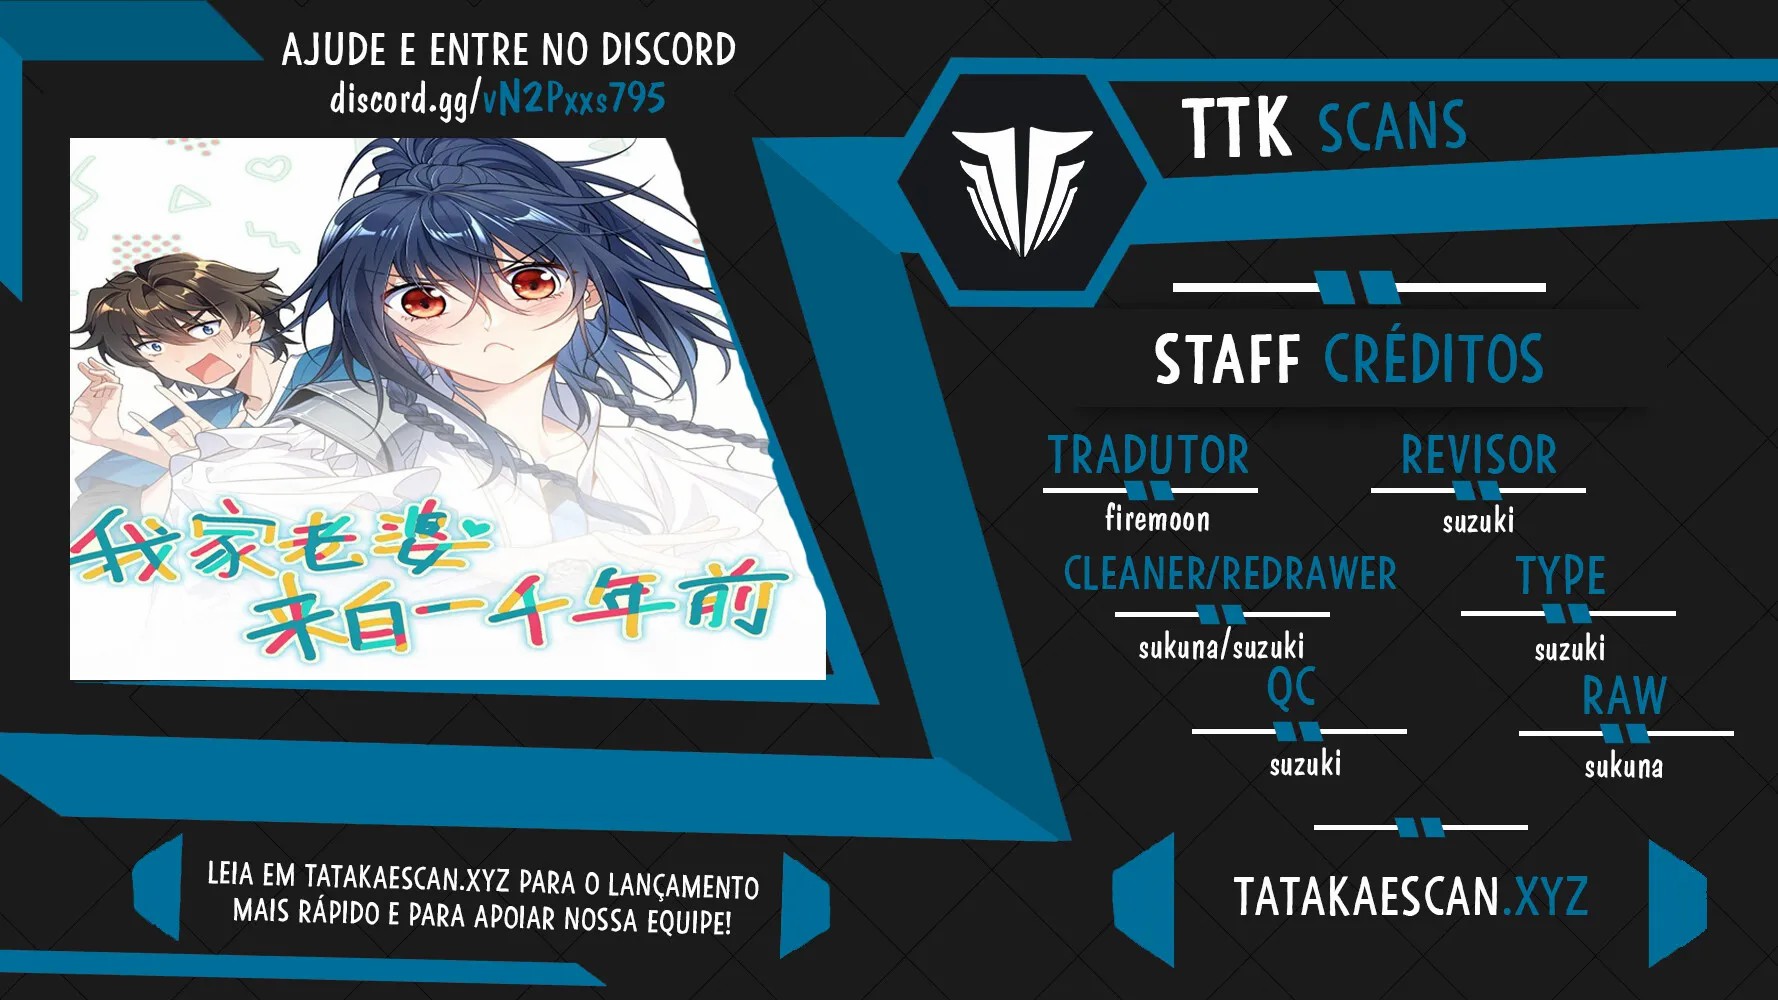 AJUDE E ENTRE NO DISCORD
discord.gg/vN2Pxxs795
我家老婆
来自一千年前
TTK SCANS
STAFF CRÉDITOS
TRADUTOR
firemoon
REVISOR
suzuki
CLEANER/REDRAWER
sukuna/suzuki
TYPE
suzuki
QC
suzuki
RAW
sukuna
LEIA EM TATAKAESCAN.XYZ PARA O LANÇAMENTO
MAIS RÁPIDO E PARA APOIAR NOSSA EQUIPE!
TATAKAESCAN.XYZ